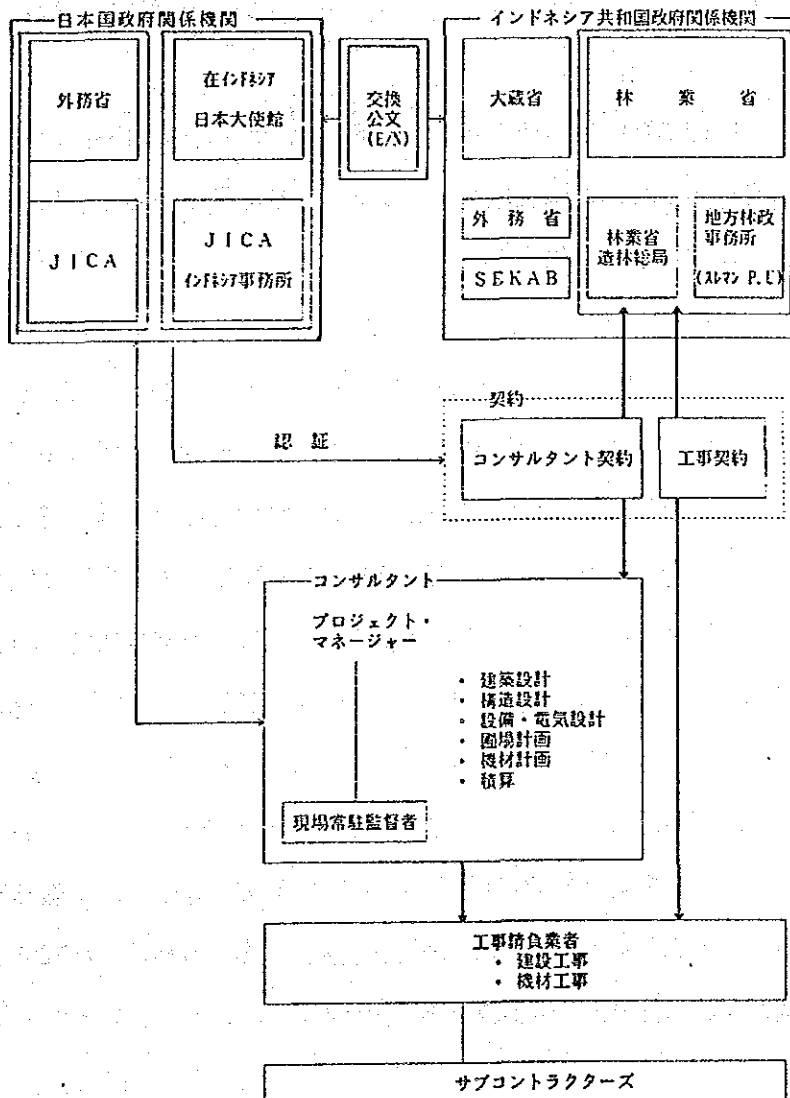 日本国政府関係機関
外務省
在インドネシア
日本大使館
JICA
JICA
インドネシア事務所
交換
公文
(E/N)
インドネシア共和国政府関係機関
大蔵省
林業省
外務省
SEKAB
林業省
造林総局
地方林政
事務所
(スレマン P.U)
契約
認証
コンサルタント契約
工事契約
コンサルタント
プロジェクト・
マネージャー
・建築設計
・構造設計
・設備・電気設計
・圃場計画
・機材計画
・積算
現場常駐監督者
工事請負業者
・建設工事
・機材工事
サブコントラクターズ